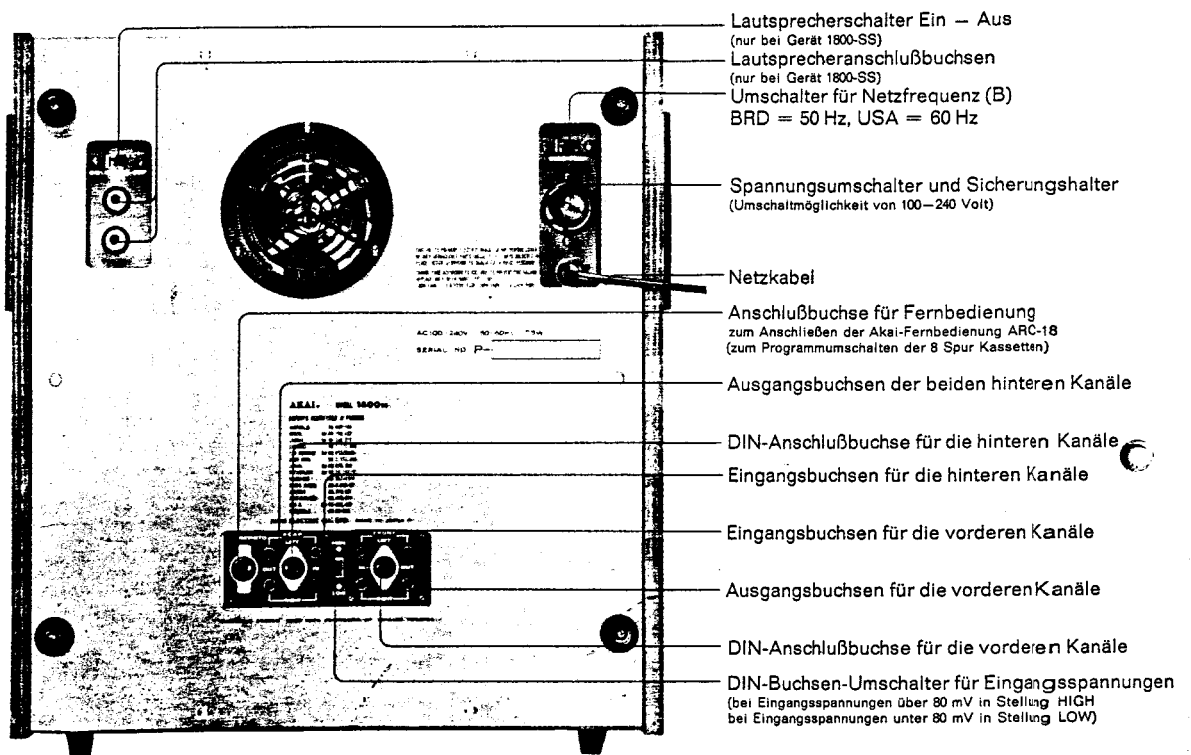 Lautsprecherschalter Ein – Aus
(nur bei Gerät 1800-SS)
Lautsprecheranschlußbuchsen
(nur bei Gerät 1800-SS)
Umschalter für Netzfrequenz (B)
BRD = 50 Hz, USA = 60 Hz
Spannungsumschalter und Sicherungshalter
(Umschaltmöglichkeit von 100–240 Volt)
Netzkabel
Anschlußbuchse für Fernbedienung
zum Anschließen der Akai-Fernbedienung ARC-18
(zum Programmumschalten der 8 Spur Kassetten)
Ausgangsbuchsen der beiden hinteren Kanäle
DIN-Anschlußbuchse für die hinteren Kanäle
Eingangsbuchsen für die hinteren Kanäle
Eingangsbuchsen für die vorderen Kanäle
Ausgangsbuchsen für die vorderen Kanäle
DIN-Anschlußbuchse für die vorderen Kanäle
DIN-Buchsen-Umschalter für Eingangsspannungen
(bei Eingangsspannungen über 80 mV in Stellung HIGH
bei Eingangsspannungen unter 80 mV in Stellung LOW)
SERIAL NO. P-
AKAI